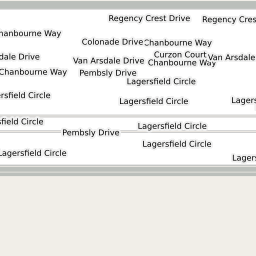 Regency Crest Drive
Regency Cres
hanbourne Way
Colonade Drive
Chanbourne Way
dale Drive
Curzon Court
Van Arsdale Drive
Van Arsdale
Chanbourne Way
Chanbourne Way
Pembsly Drive
Lagersfield Circle
rsfield Circle
Lagersfield Circle
Lagers
sfield Circle
Lagersfield Circle
Pembsly Drive
Lagersfield Circle
Lagersfield Circle
Lagers